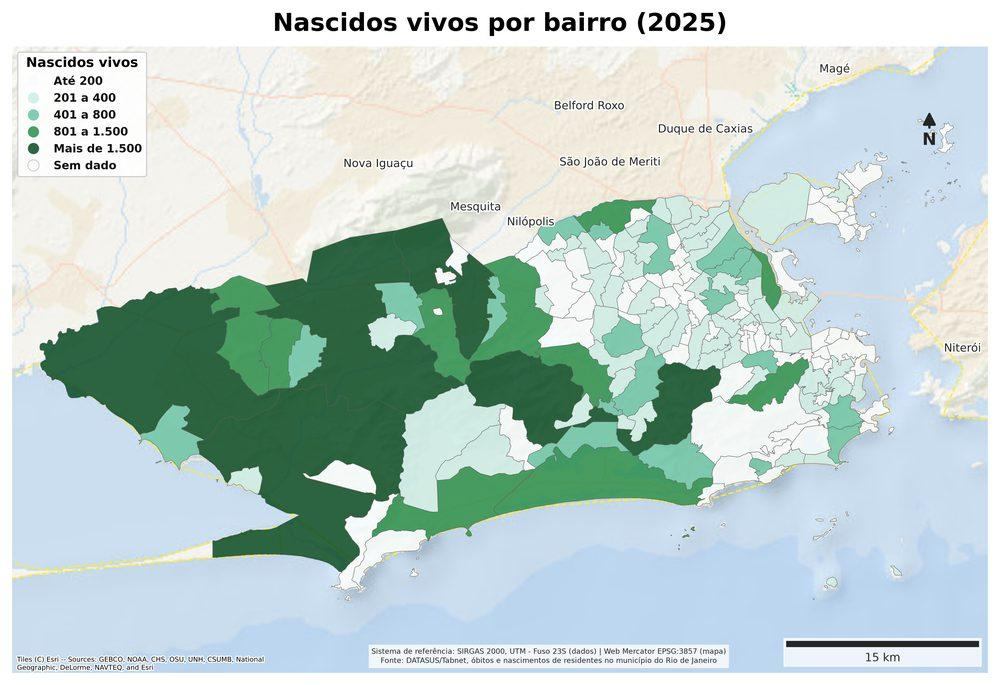 Nascidos vivos por bairro (2025)
Nascidos vivos
Até 200
201 a 400
401 a 800
801 a 1.500
Mais de 1.500
Sem dado
Magé
Belford Roxo
Duque de Caxias
Nova Iguaçu
São João de Meriti
N
Mesquita
Nilópolis
Niterói
Sistema de referência: SIRGAS 2000, UTM - Fuso 23S (dados) | Web Mercator EPSG:3857 (mapa)
Fonte: DATASUS/Tabnet, óbitos e nascimentos de residentes no município do Rio de Janeiro
15 km
Tiles (C) Esri -- Sources: GEBCO, NOAA, CHS, OSU, UNH, CSUMB, National
Geographic, DeLorme, NAVTEQ, and Esri